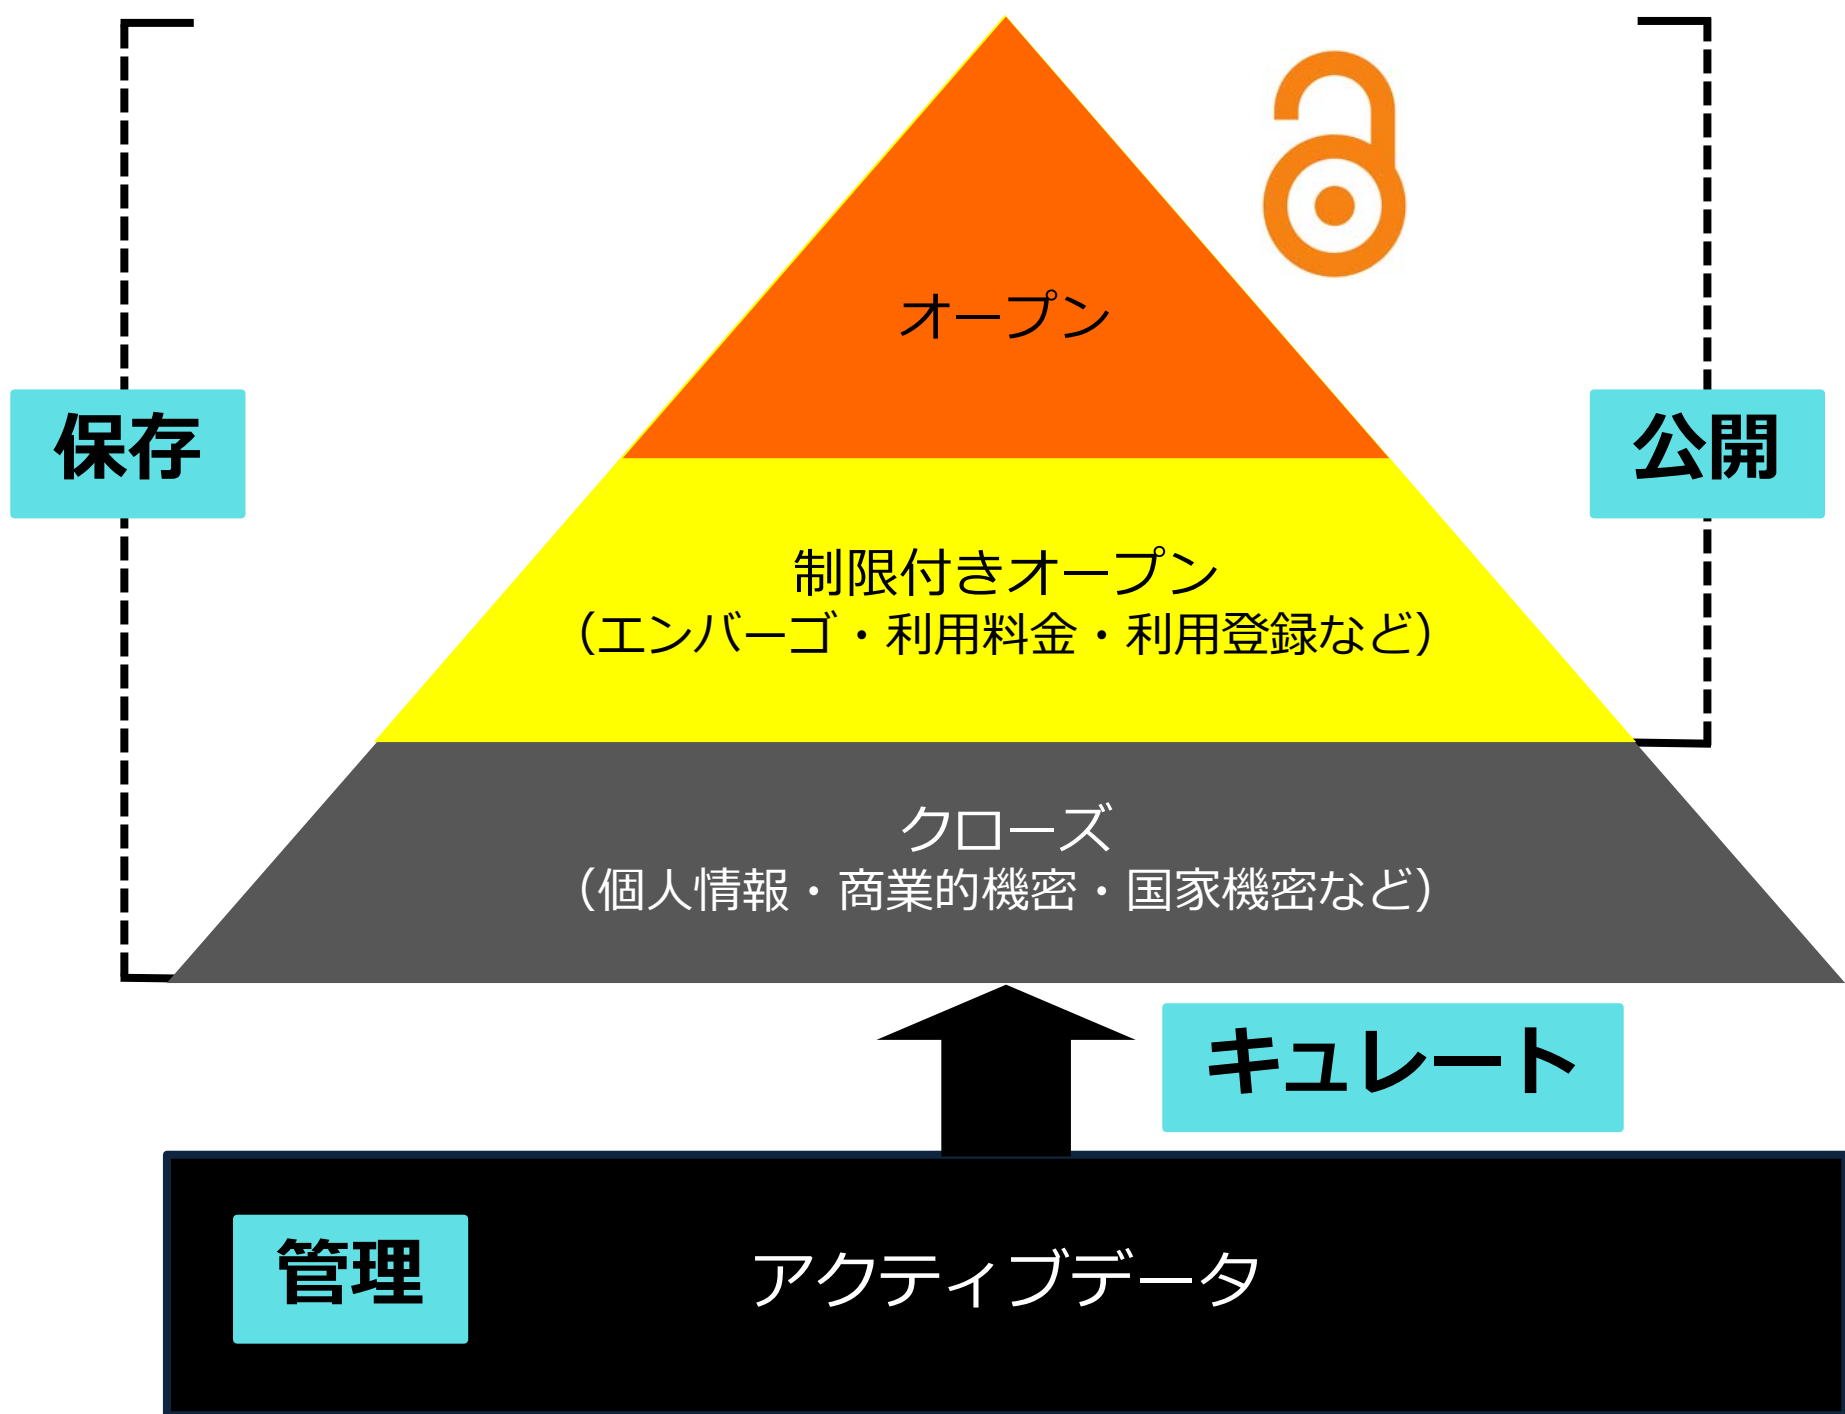 オープン
保存
公開
制限付きオープン
（エンバーゴ・利用料金・利用登録など）
クローズ
（個人情報・商業的機密・国家機密など）
キュレート
管理
アクティブデータ